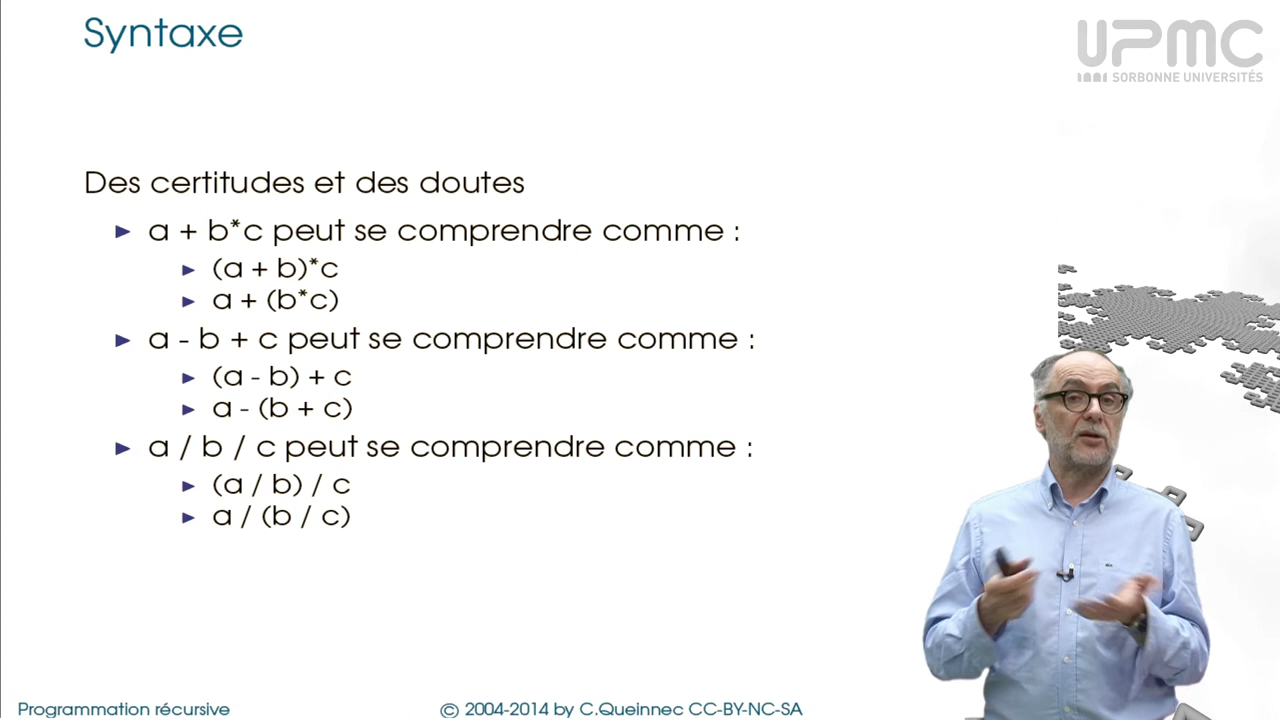 Syntaxe
UPMC
SORBONNE UNIVERSITÉS
Des certitudes et des doutes
a + b*c peut se comprendre comme :
(a + b)*c
a + (b*c)
a - b + c peut se comprendre comme :
(a - b) + c
a - (b + c)
a / b / c peut se comprendre comme :
(a / b) / c
a / (b / c)
Programmation récursive
© 2004-2014 by C.Queinnec CC-BY-NC-SA